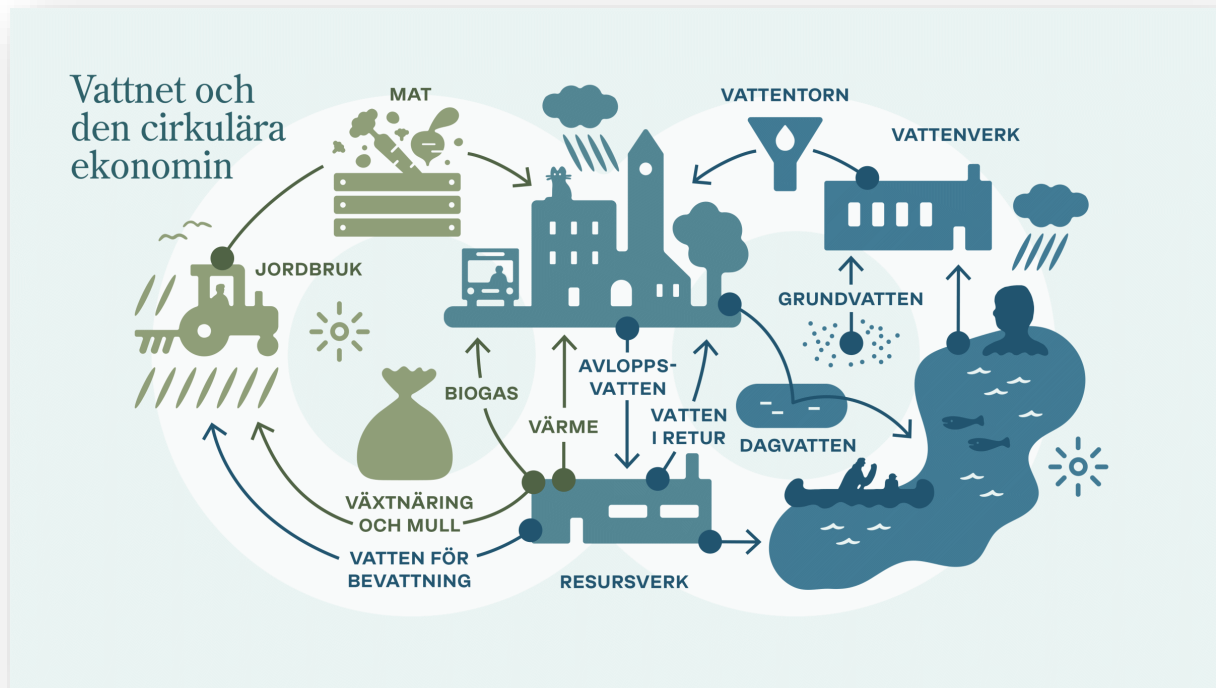 Vattnet och
den cirkulära
ekonomin
MAT
VATTENTORN
VATTENVERK
JORDBRUK
GRUNDVATTEN
AVLOPPS-
VATTEN
BIOGAS
VÄRME
VATTEN
I RETUR
DAGVATTEN
VÄXTNÄRING
OCH MULL
VATTEN FÖR
BEVATTNING
RESURSVERK